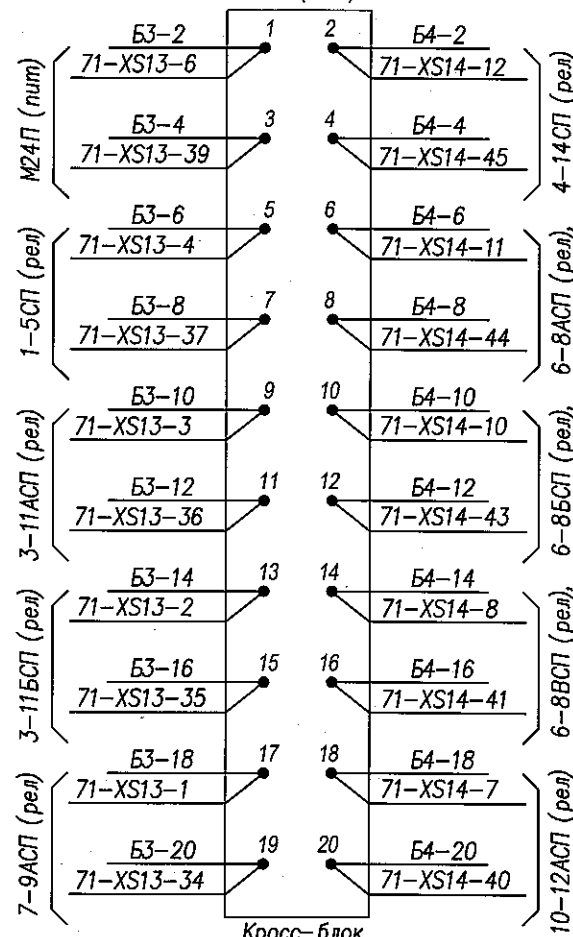 Б3-2 1 2 Б4-2
71-XS13-6 71-XS14-12
М24П (пит) 4-14СП (рел)
Б3-4 3 4 Б4-4
71-XS13-39 71-XS14-45
Б3-6 5 6 Б4-6
71-XS13-4 71-XS14-11
1-5СП (рел) 6-8АСП (рел),
Б3-8 7 8 Б4-8
71-XS13-37 71-XS14-44
Б3-10 9 10 Б4-10
71-XS13-3 71-XS14-10
3-11АСП (рел) 6-8БСП (рел),
Б3-12 11 12 Б4-12
71-XS13-36 71-XS14-43
Б3-14 13 14 Б4-14
71-XS13-2 71-XS14-8
3-11БСП (рел) 6-8ВСП (рел),
Б3-16 15 16 Б4-16
71-XS13-35 71-XS14-41
Б3-18 17 18 Б4-18
71-XS13-1 71-XS14-7
7-9АСП (рел) 10-12АСП (рел)
Б3-20 19 20 Б4-20
71-XS13-34 71-XS14-40
Кросс-блок